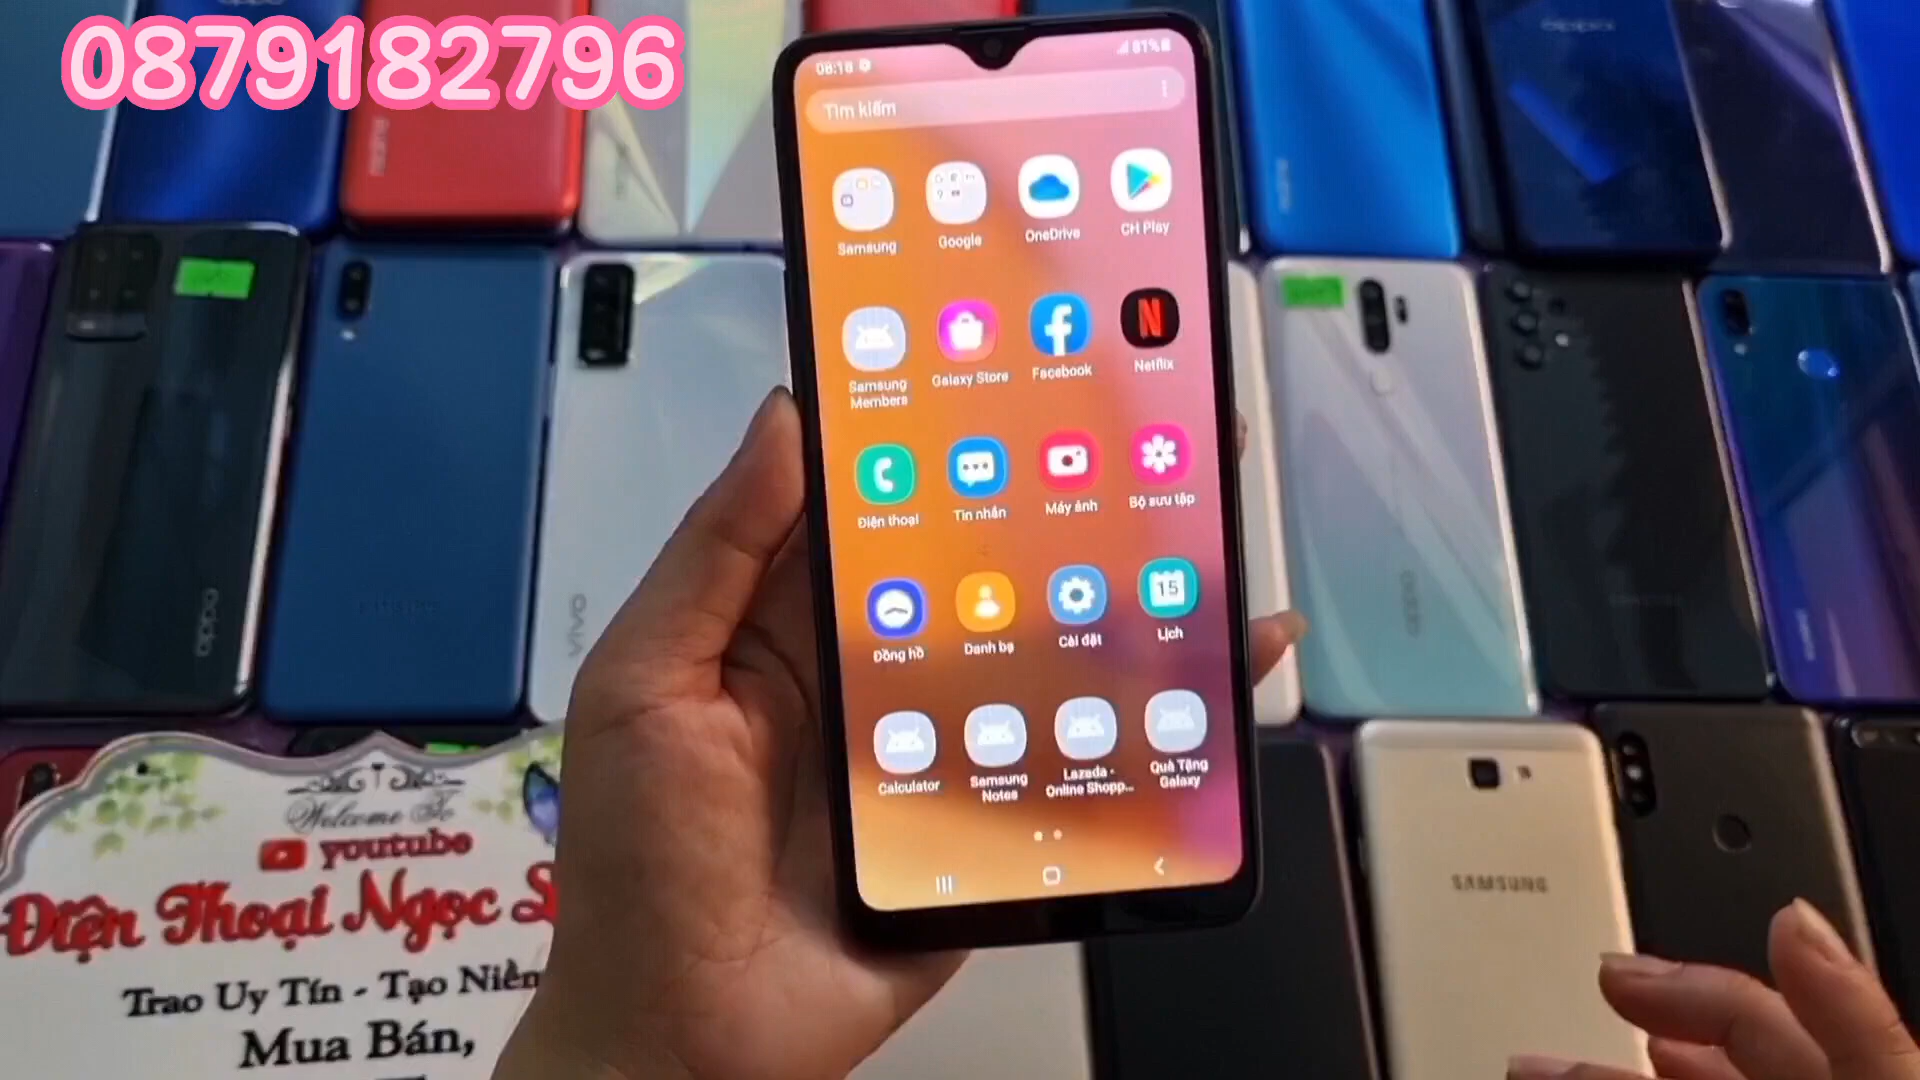 0879182796
08:18
81%
Tìm kiếm
Samsung
Google
OneDrive
CH Play
Samsung Members
Galaxy Store
Facebook
Netflix
Điện thoại
Tin nhắn
Máy ảnh
Bộ sưu tập
Đồng hồ
Danh bạ
Cài đặt
15
Lịch
Calculator
Samsung Notes
Lazada - Online Shopp...
Quà Tặng Galaxy
oppo
vivo
oppo
SAMSUNG
Welcome To
youtube
Điện Thoại Ngọc
Trao Uy Tín - Tạo Niền
Mua Bán,